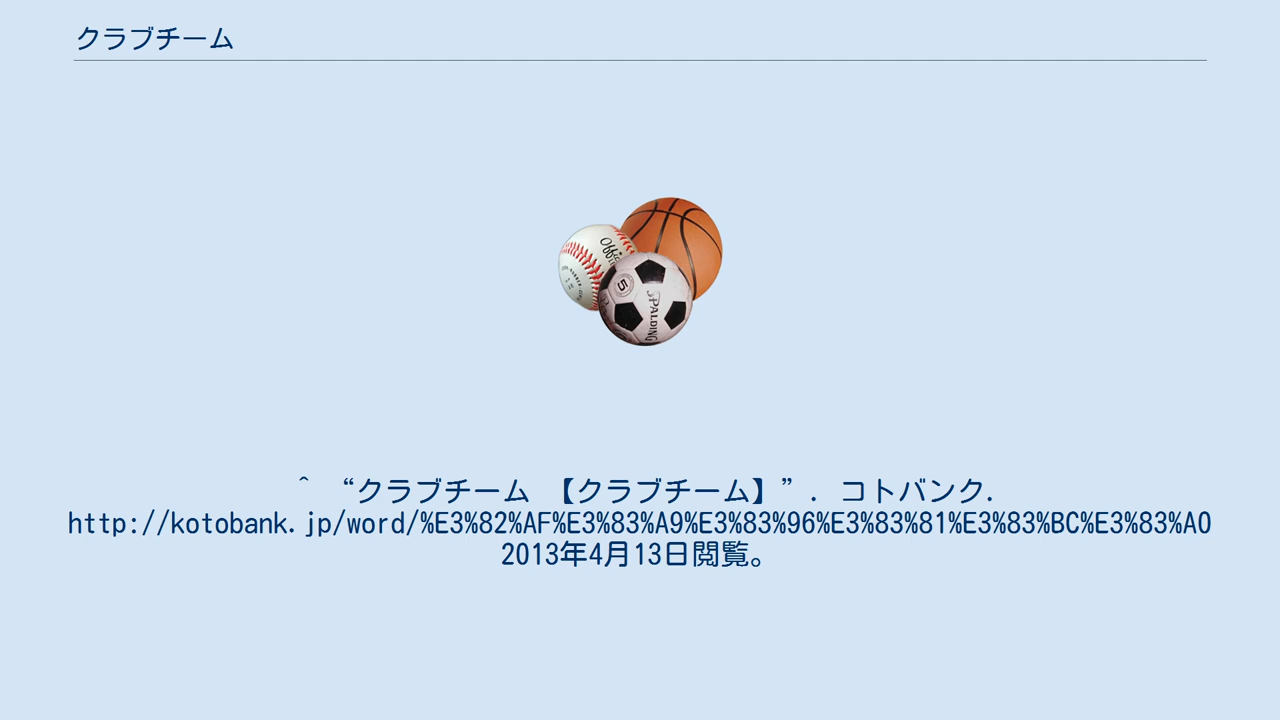 クラブチーム
Offici
5
SPALDING
^ “クラブチーム 【クラブチーム】”. コトバンク.
http://kotobank.jp/word/%E3%82%AF%E3%83%A9%E3%83%96%E3%83%81%E3%83%BC%E3%83%A0
2013年4月13日閲覧。